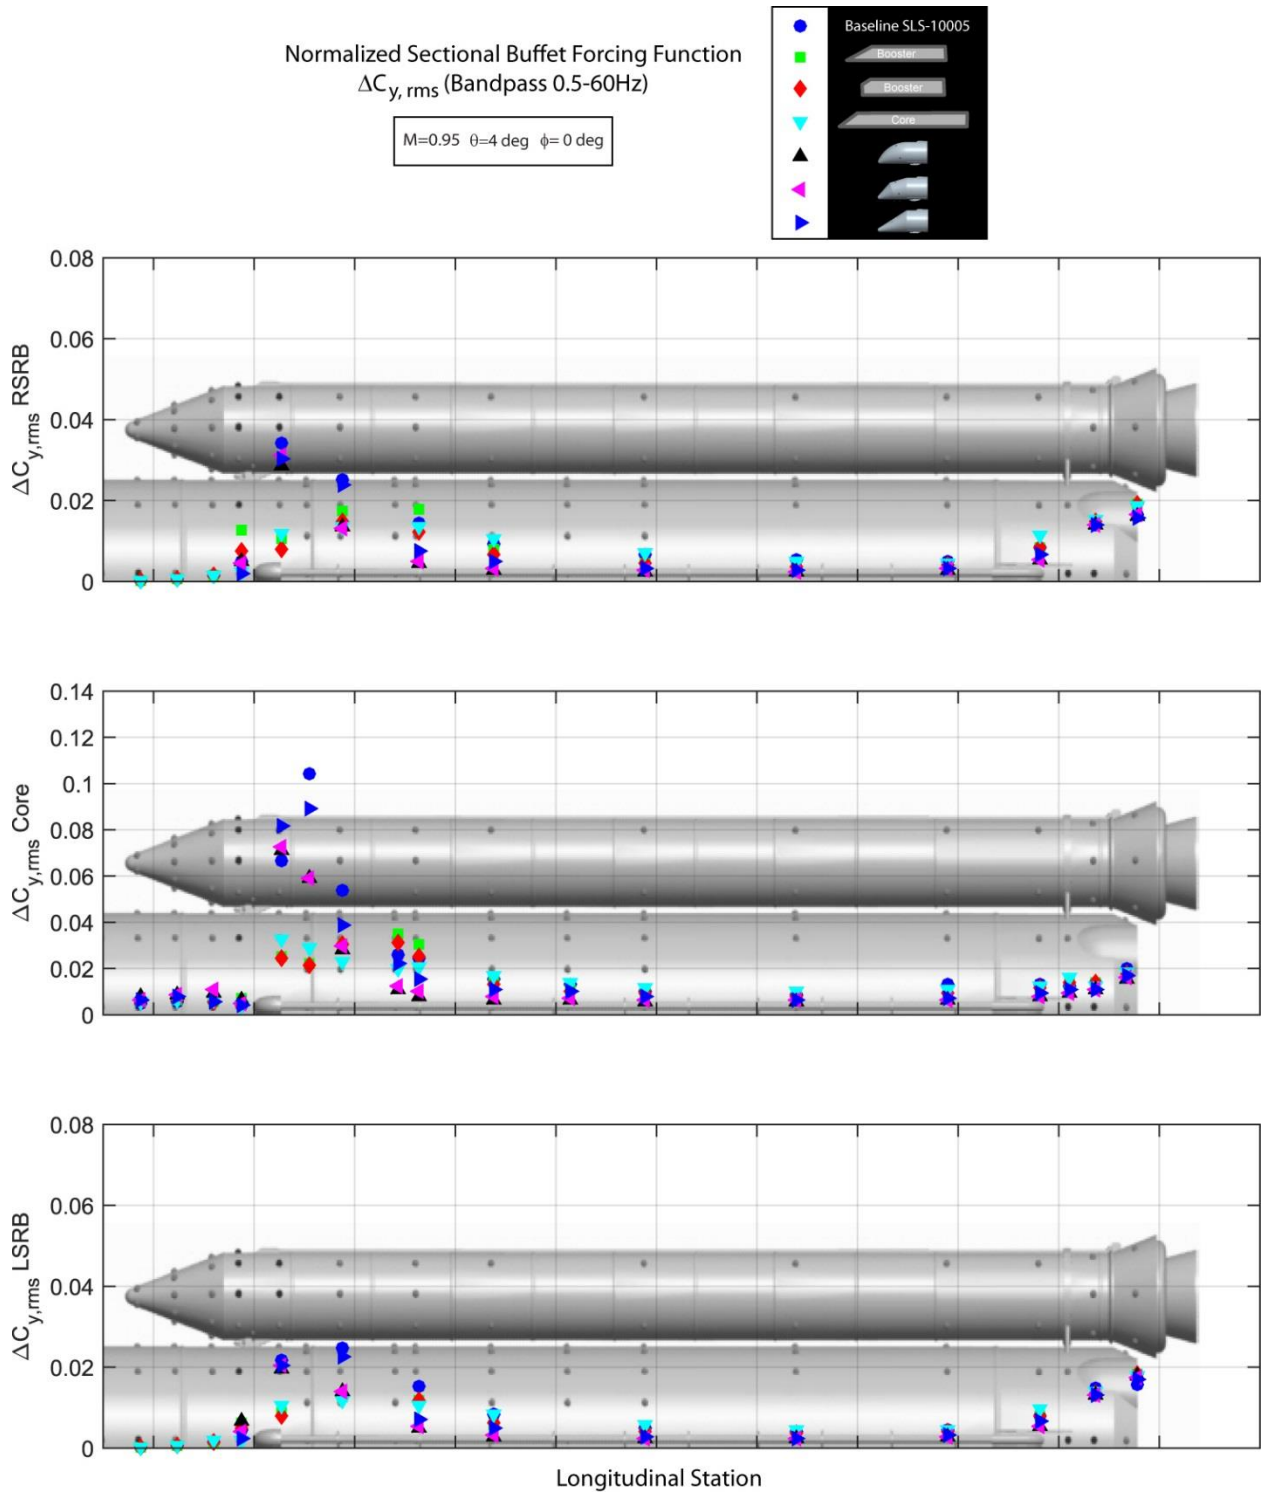 Normalized Sectional Buffet Forcing Function
ΔCy, rms (Bandpass 0.5-60Hz)
M=0.95 θ=4 deg ϕ= 0 deg
Baseline SLS-10005
Booster
Booster
Core
ΔCy,rms RSRB
0.08
0.06
0.04
0.02
0
ΔCy,rms Core
0.14
0.12
0.1
0.08
0.06
0.04
0.02
0
ΔCy,rms LSRB
0.08
0.06
0.04
0.02
0
Longitudinal Station